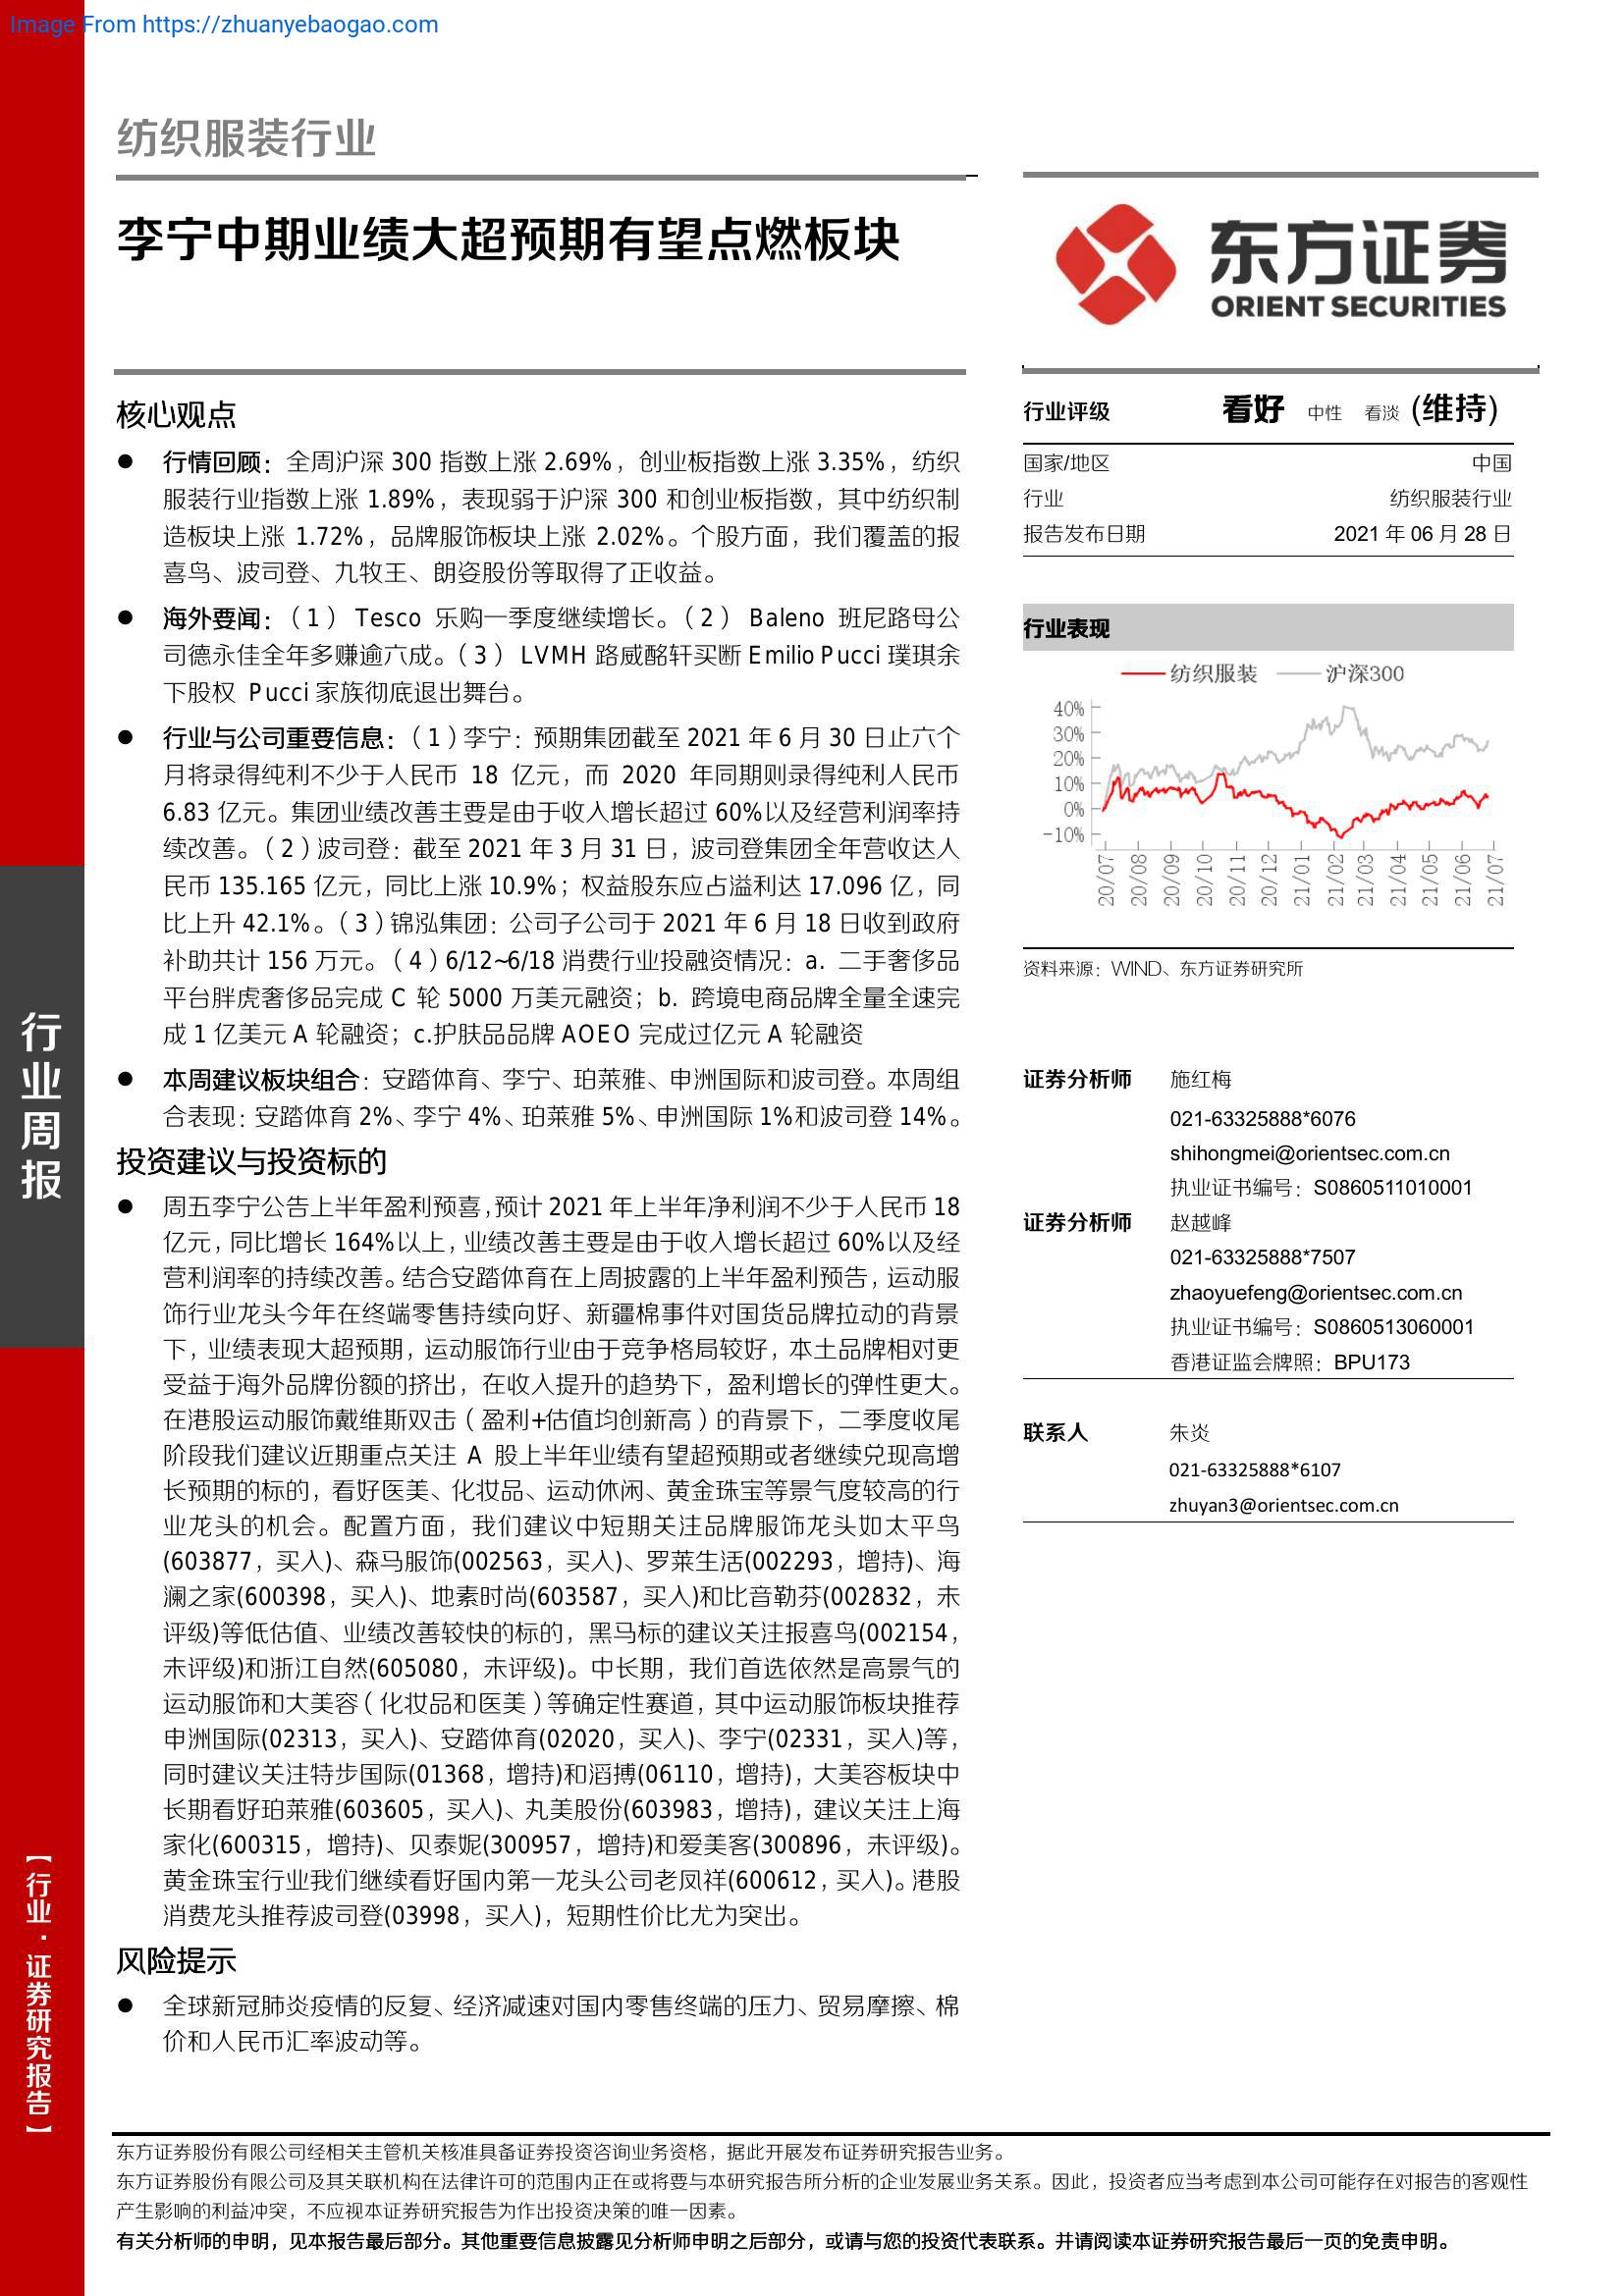 Image From https://zhuanyebaogao.com
纺织服装行业
李宁中期业绩大超预期有望点燃板块
东方证券
ORIENT SECURITIES
核心观点
● 行情回顾：全周沪深 300 指数上涨 2.69%，创业板指数上涨 3.35%，纺织
服装行业指数上涨 1.89%，表现弱于沪深 300 和创业板指数，其中纺织制
造板块上涨 1.72%，品牌服饰板块上涨 2.02%。个股方面，我们覆盖的报
喜鸟、波司登、九牧王、朗姿股份等取得了正收益。
● 海外要闻：（1） Tesco 乐购一季度继续增长。（2） Baleno 班尼路母公
司德永佳全年多赚逾六成。（3） LVMH 路威酩轩买断 Emilio Pucci 璞琪余
下股权 Pucci 家族彻底退出舞台。
● 行业与公司重要信息：（1）李宁：预期集团截至 2021 年 6 月 30 日止六个
月将录得纯利不少于人民币 18 亿元，而 2020 年同期则录得纯利人民币
6.83 亿元。集团业绩改善主要是由于收入增长超过 60%以及经营利润率持
续改善。（2）波司登：截至 2021 年 3 月 31 日，波司登集团全年营收达人
民币 135.165 亿元，同比上涨 10.9%；权益股东应占溢利达 17.096 亿，同
比上升 42.1%。（3）锦泓集团：公司子公司于 2021 年 6 月 18 日收到政府
补助共计 156 万元。（4）6/12~6/18 消费行业投融资情况：a. 二手奢侈品
平台胖虎奢侈品完成 C 轮 5000 万美元融资；b. 跨境电商品牌全量全速完
成 1 亿美元 A 轮融资；c.护肤品品牌 AOEO 完成过亿元 A 轮融资
● 本周建议板块组合：安踏体育、李宁、珀莱雅、申洲国际和波司登。本周组
合表现：安踏体育 2%、李宁 4%、珀莱雅 5%、申洲国际 1%和波司登 14%。
投资建议与投资标的
● 周五李宁公告上半年盈利预喜，预计 2021 年上半年净利润不少于人民币 18
亿元，同比增长 164%以上，业绩改善主要是由于收入增长超过 60%以及经
营利润率的持续改善。结合安踏体育在上周披露的上半年盈利预告，运动服
饰行业龙头今年在终端零售持续向好、新疆棉事件对国货品牌拉动的背景
下，业绩表现大超预期，运动服饰行业由于竞争格局较好，本土品牌相对更
受益于海外品牌份额的挤出，在收入提升的趋势下，盈利增长的弹性更大。
在港股运动服饰戴维斯双击（盈利+估值均创新高）的背景下，二季度收尾
阶段我们建议近期重点关注 A 股上半年业绩有望超预期或者继续兑现高增
长预期的标的，看好医美、化妆品、运动休闲、黄金珠宝等景气度较高的行
业龙头的机会。配置方面，我们建议中短期关注品牌服饰龙头如太平鸟
(603877，买入)、森马服饰(002563，买入)、罗莱生活(002293，增持)、海
澜之家(600398，买入)、地素时尚(603587，买入)和比音勒芬(002832，未
评级)等低估值、业绩改善较快的标的，黑马标的建议关注报喜鸟(002154，
未评级)和浙江自然(605080，未评级)。中长期，我们首选依然是高景气的
运动服饰和大美容（化妆品和医美）等确定性赛道，其中运动服饰板块推荐
申洲国际(02313，买入)、安踏体育(02020，买入)、李宁(02331，买入)等，
同时建议关注特步国际(01368，增持)和滔搏(06110，增持)，大美容板块中
长期看好珀莱雅(603605，买入)、丸美股份(603983，增持)，建议关注上海
家化(600315，增持)、贝泰妮(300957，增持)和爱美客(300896，未评级)。
黄金珠宝行业我们继续看好国内第一龙头公司老凤祥(600612，买入)。港股
消费龙头推荐波司登(03998，买入)，短期性价比尤为突出。
风险提示
● 全球新冠肺炎疫情的反复、经济减速对国内零售终端的压力、贸易摩擦、棉
价和人民币汇率波动等。
行业评级 看好 中性 看淡 (维持)
国家/地区 中国
行业 纺织服装行业
报告发布日期 2021 年 06 月 28 日
行业表现
纺织服装 沪深300
40%
30%
20%
10%
0%
-10%
20/07 20/08 20/09 20/10 20/11 20/12 21/01 21/02 21/03 21/04 21/05 21/06 21/07
资料来源：WIND、东方证券研究所
证券分析师 施红梅
021-63325888*6076
shihongmei@orientsec.com.cn
执业证书编号：S0860511010001
证券分析师 赵越峰
021-63325888*7507
zhaoyuefeng@orientsec.com.cn
执业证书编号：S0860513060001
香港证监会牌照：BPU173
联系人 朱炎
021-63325888*6107
zhuyan3@orientsec.com.cn
行业周报
【行业·证券研究报告】
东方证券股份有限公司经相关主管机关核准具备证券投资咨询业务资格，据此开展发布证券研究报告业务。
东方证券股份有限公司及其关联机构在法律许可的范围内正在或将要与本研究报告所分析的企业发展业务关系。因此，投资者应当考虑到本公司可能存在对报告的客观性
产生影响的利益冲突，不应视本证券研究报告为作出投资决策的唯一因素。
有关分析师的申明，见本报告最后部分。其他重要信息披露见分析师申明之后部分，或请与您的投资代表联系。并请阅读本证券研究报告最后一页的免责申明。